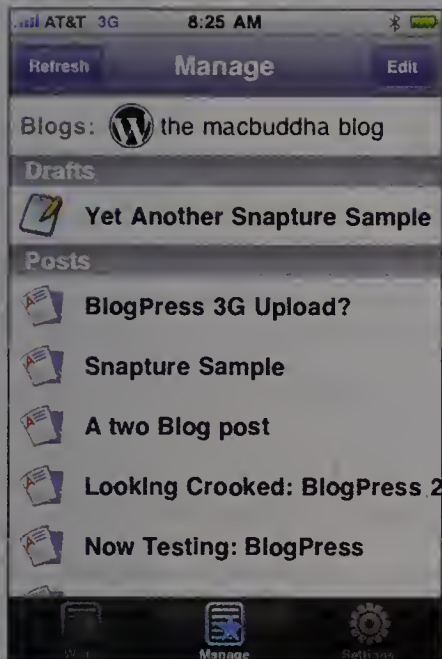 AT&T 3G 8:25 AM
Refresh Manage Edit
Blogs: the macbuddha blog
Drafts
Yet Another Snapture Sample
Posts
BlogPress 3G Upload?
Snapture Sample
A two Blog post
Looking Crooked: BlogPress 2
Now Testing: BlogPress
Manage Settings